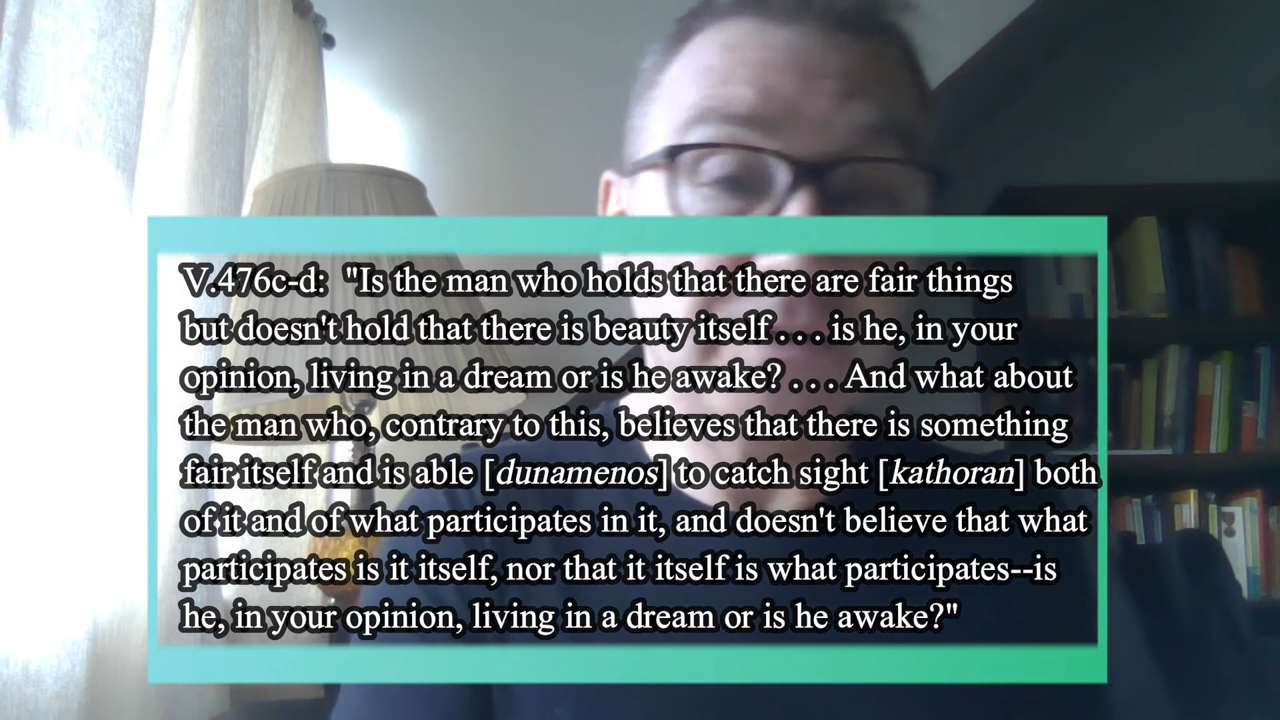 V.476c-d:  "Is the man who holds that there are fair things
but doesn't hold that there is beauty itself . . . is he, in your
opinion, living in a dream or is he awake? . . . And what about
the man who, contrary to this, believes that there is something
fair itself and is able [dunamenos] to catch sight [kathoran] both
of it and of what participates in it, and doesn't believe that what
participates is it itself, nor that it itself is what participates--is
he, in your opinion, living in a dream or is he awake?"